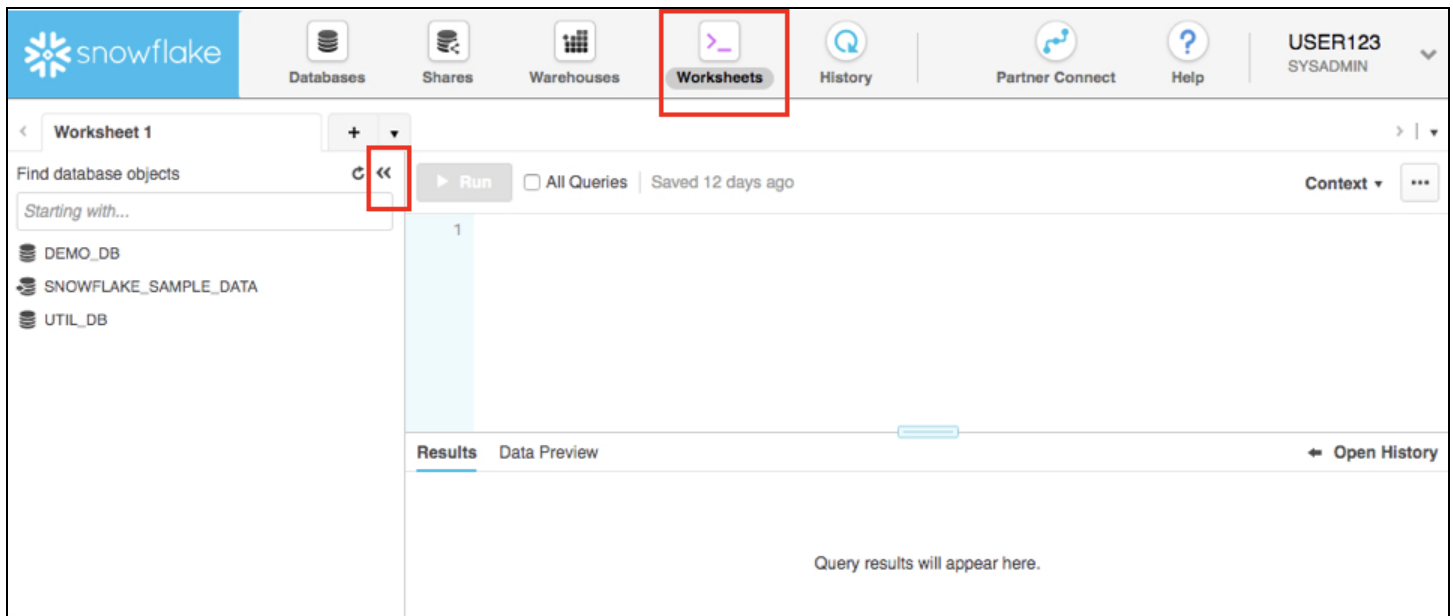 snowflake
Databases
Shares
Warehouses
>_
Worksheets
History
Partner Connect
?
Help
USER123
SYSADMIN
Worksheet 1
+
Find database objects
Starting with...
DEMO_DB
SNOWFLAKE_SAMPLE_DATA
UTIL_DB
Run
All Queries
Saved 12 days ago
Context
...
1
Results
Data Preview
Open History
Query results will appear here.